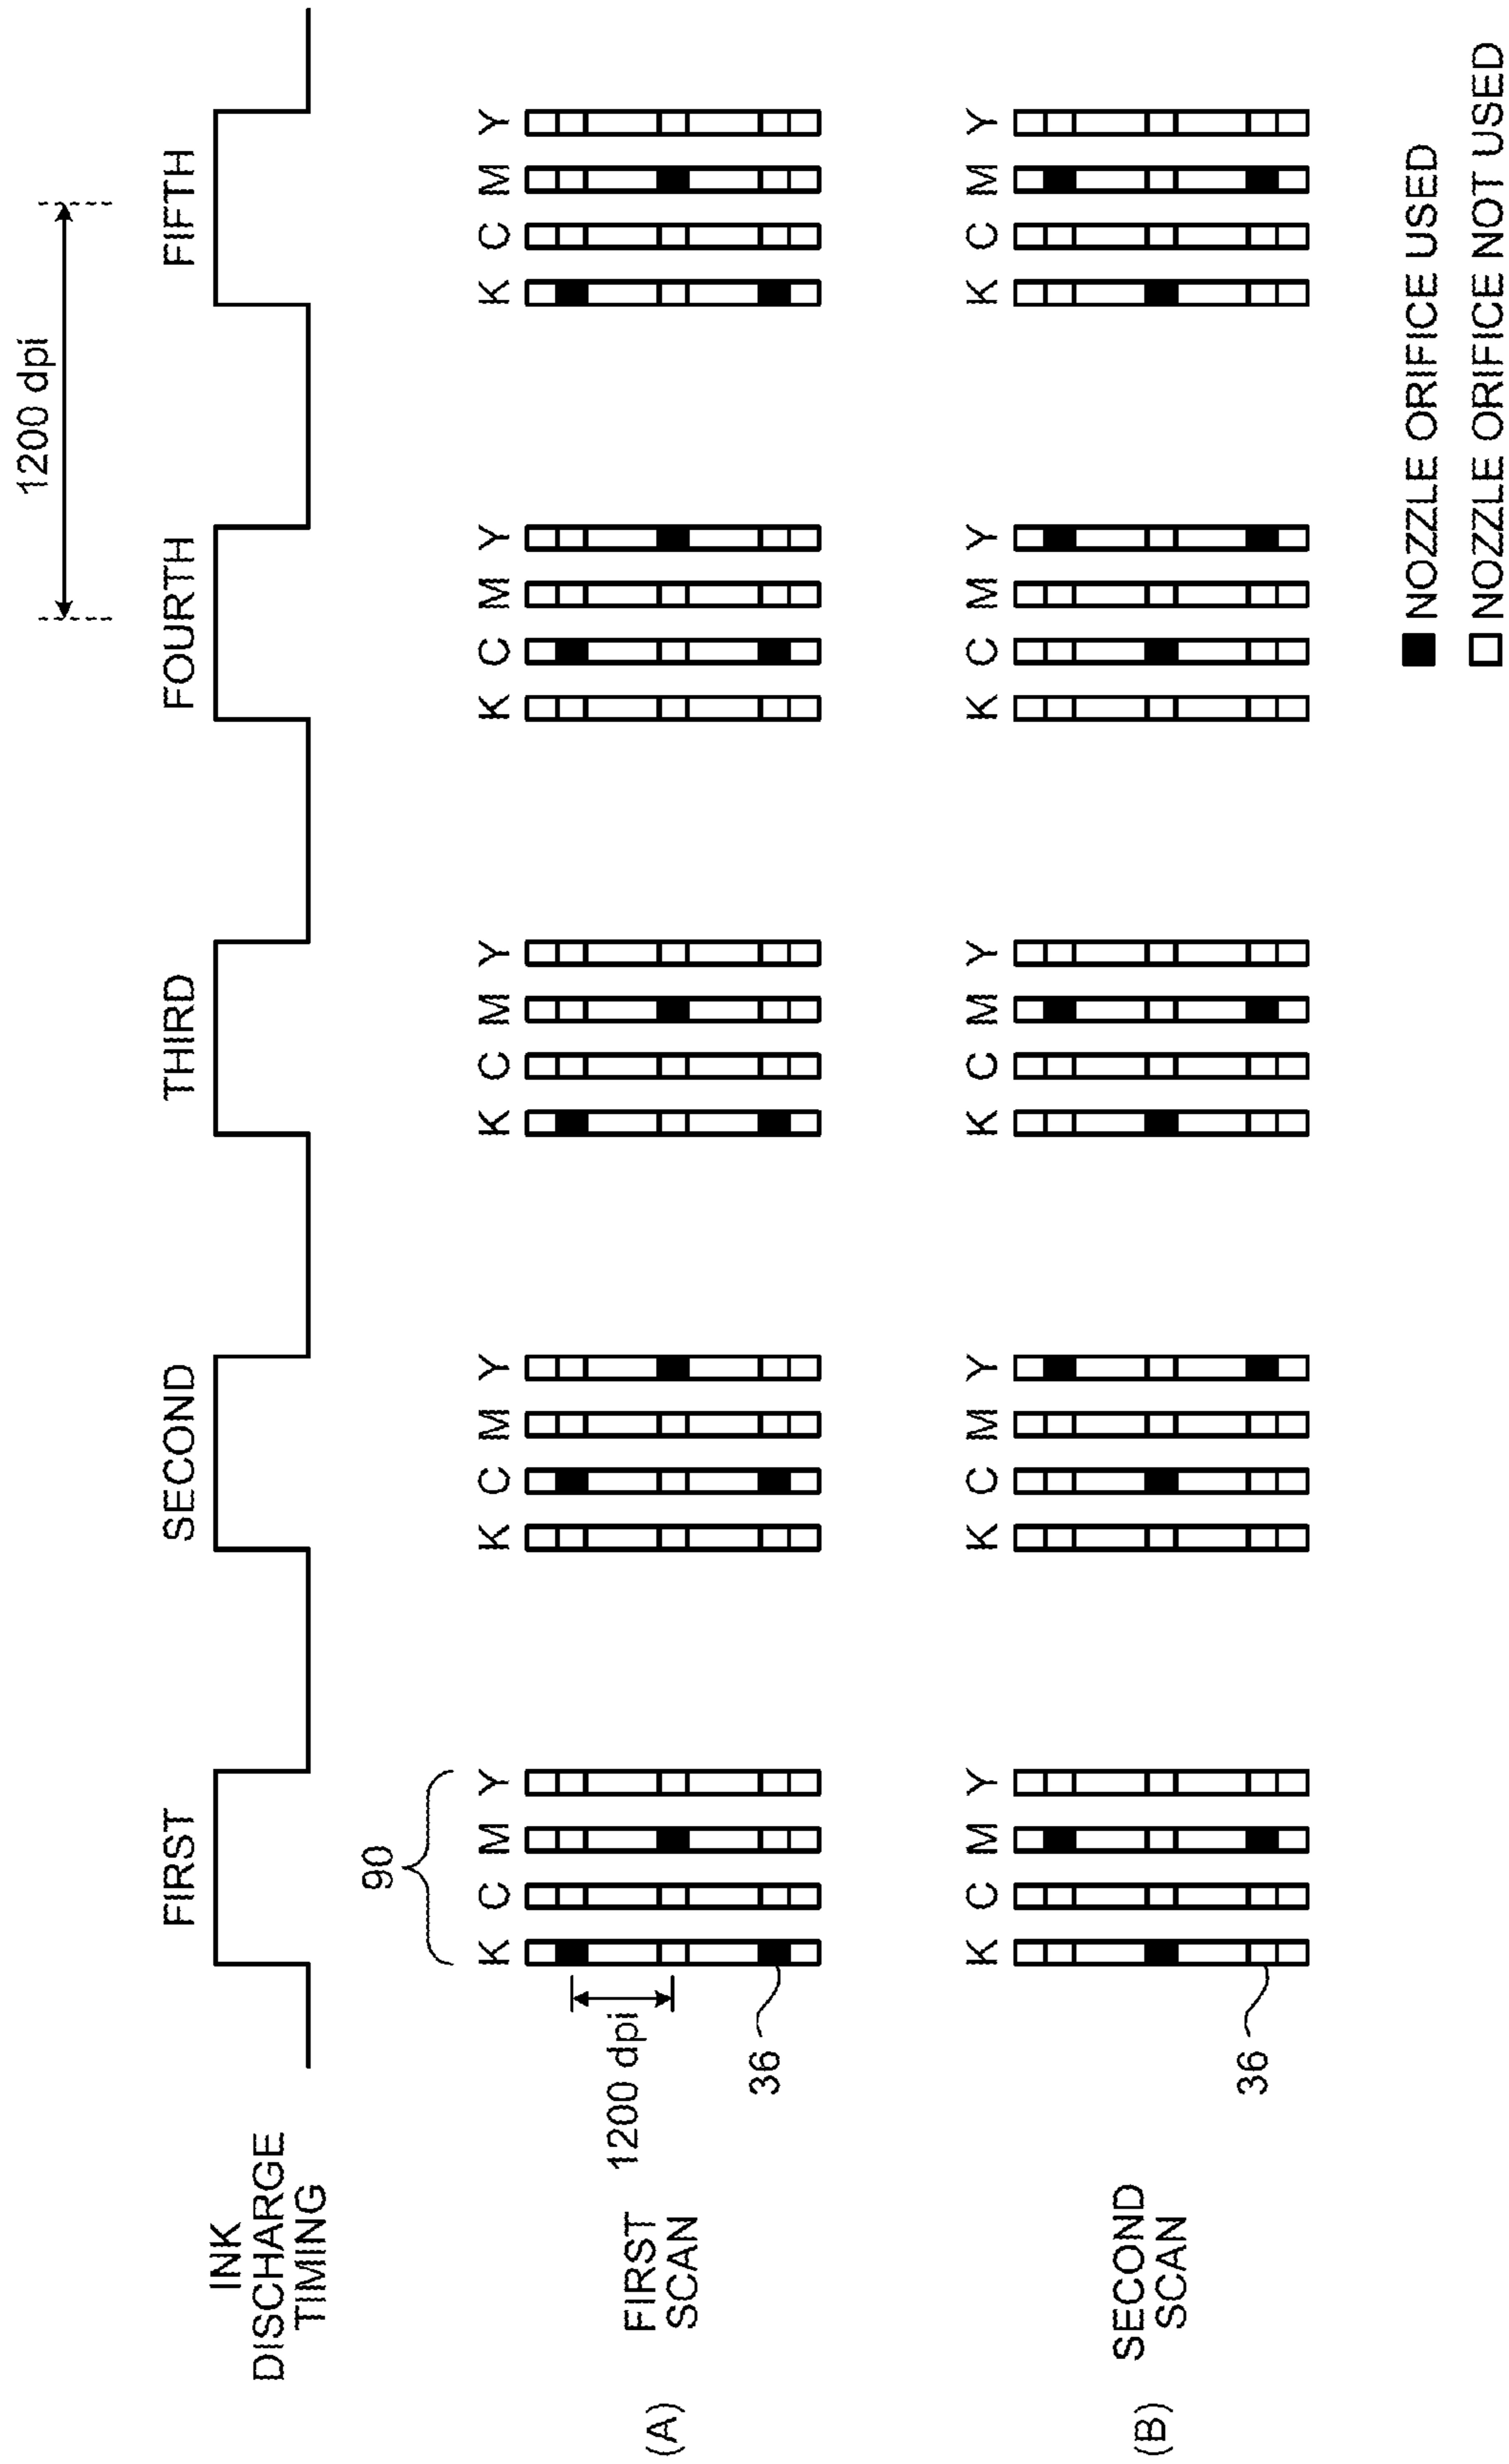 1200 dpi
INK
DISCHARGE
TIMING
FIRST
SECOND
THIRD
FOURTH
FIFTH
90
(A)
FIRST
SCAN
K C M Y
K C M Y
K C M Y
K C M Y
K C M Y
1200 dpi
36
(B)
SECOND
SCAN
K C M Y
K C M Y
K C M Y
K C M Y
K C M Y
36
NOZZLE ORIFICE USED
NOZZLE ORIFICE NOT USED